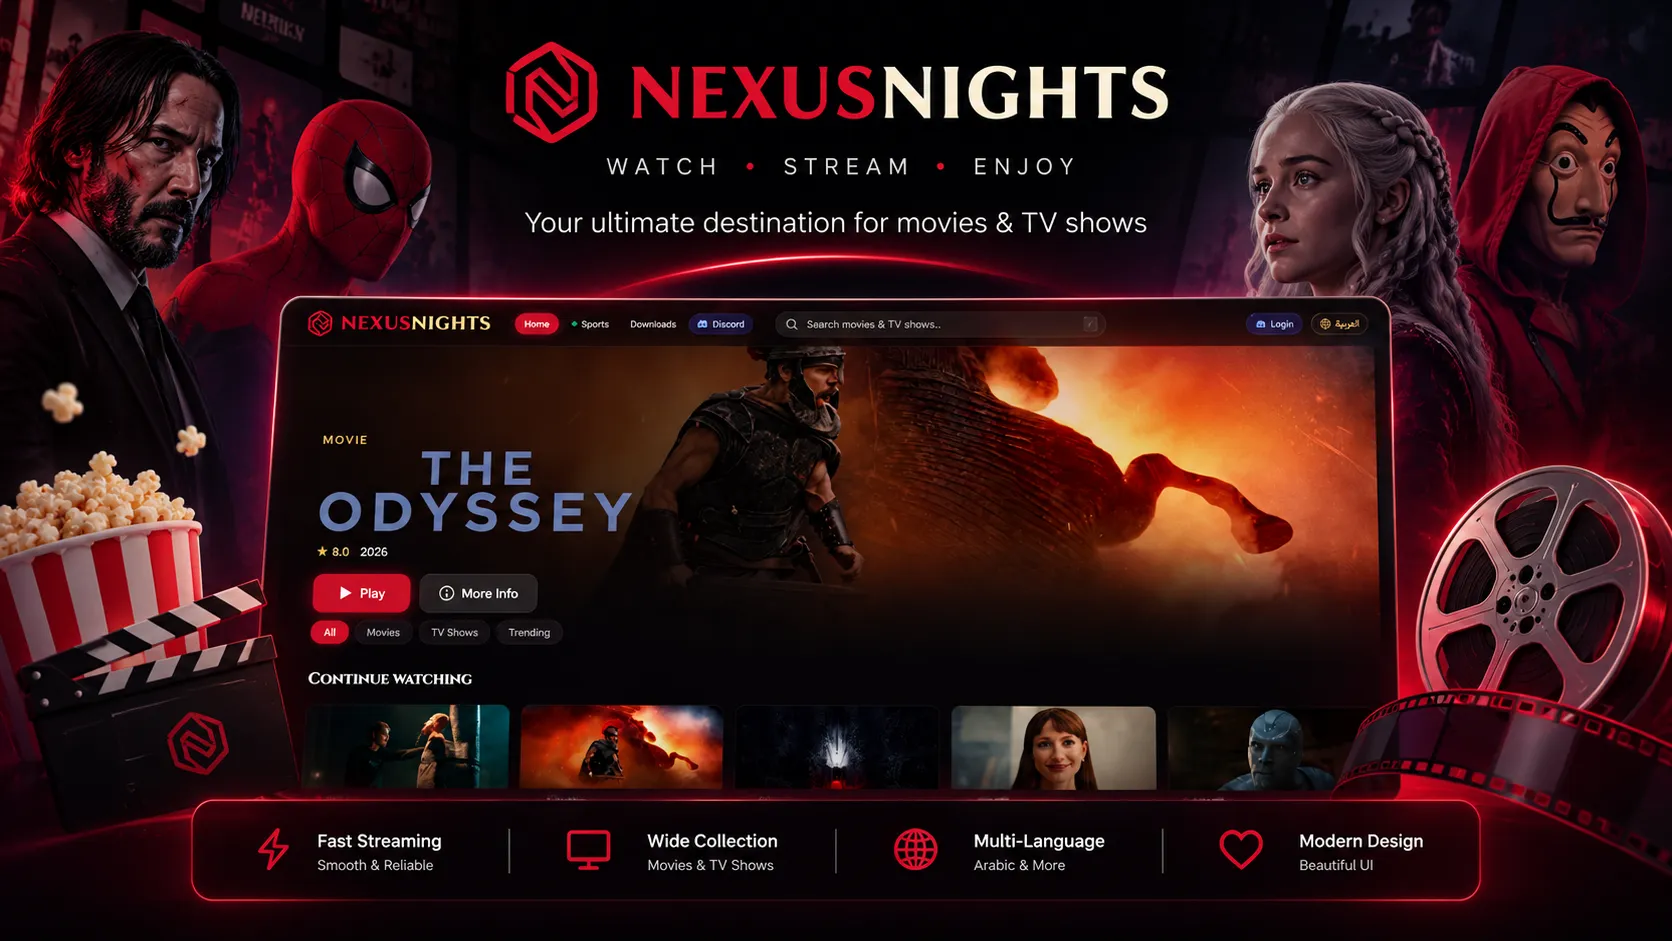 NEXUSNIGHTS
WATCH • STREAM • ENJOY
Your ultimate destination for movies & TV shows
NEXUSNIGHTS
Home
Sports
Downloads
Discord
Search movies & TV shows..
Login
العربية
MOVIE
THE
ODYSSEY
★ 8.0 2026
Play
More Info
All
Movies
TV Shows
Trending
CONTINUE WATCHING
Fast Streaming
Smooth & Reliable
Wide Collection
Movies & TV Shows
Multi-Language
Arabic & More
Modern Design
Beautiful UI